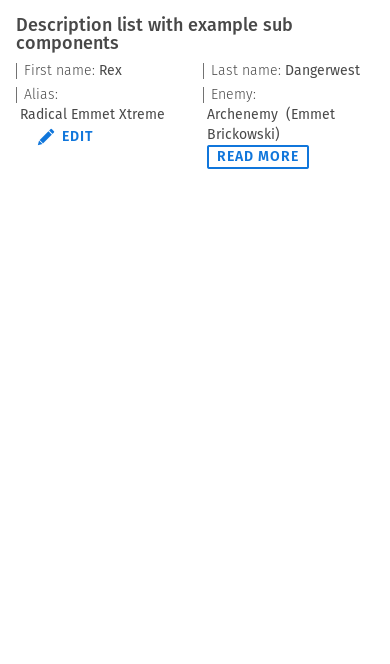 Description list with example sub
components
First name: Rex
Last name: Dangerwest
Alias:
Radical Emmet Xtreme
EDIT
Enemy:
Archenemy (Emmet
Brickowski)
READ MORE